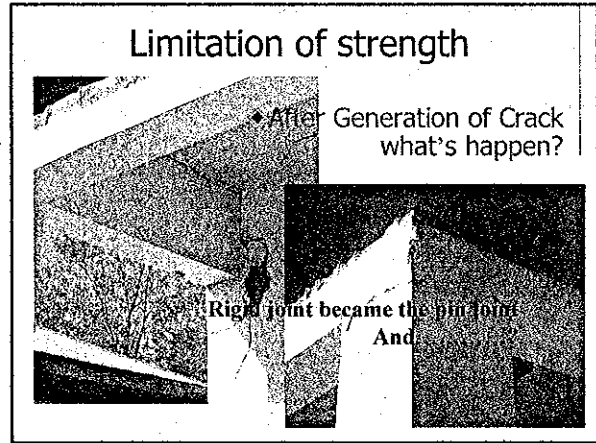 Limitation of strength
◆After Generation of Crack
what's happen?
Rigid joint became the pin joint
And